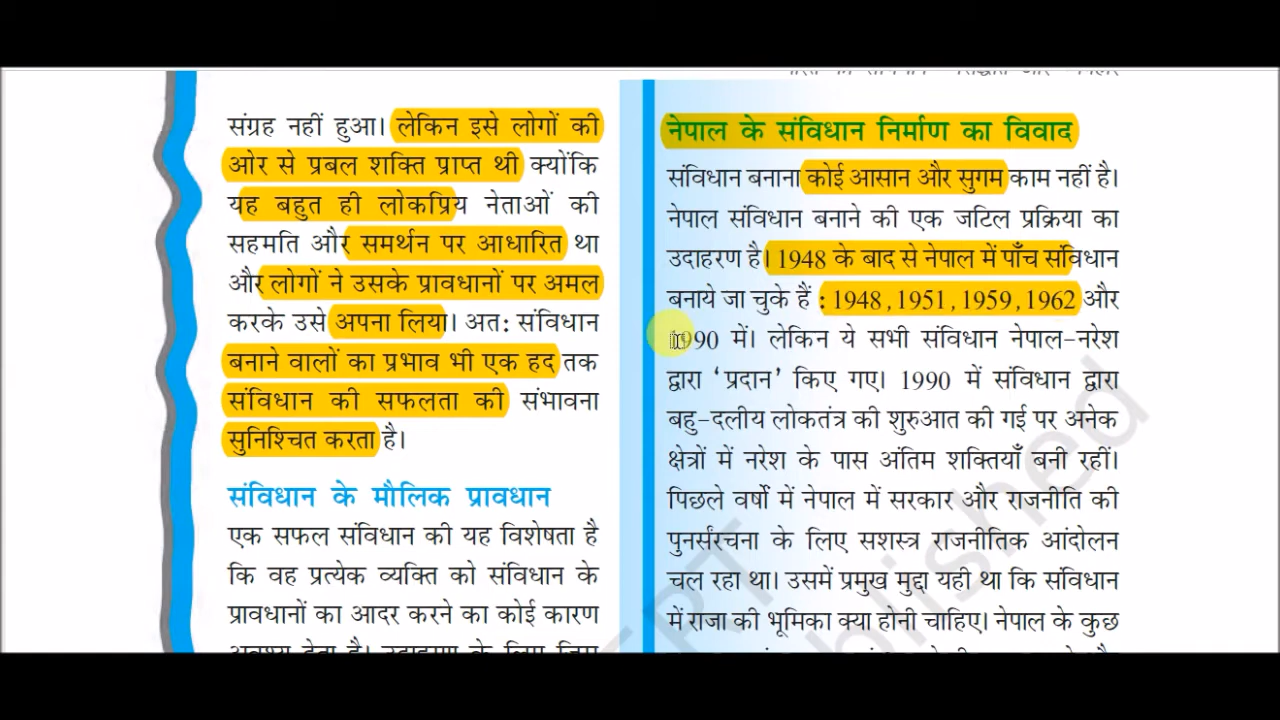 संग्रह नहीं हुआ। लेकिन इसे लोगों की
ओर से प्रबल शक्ति प्राप्त थी क्योंकि
यह बहुत ही लोकप्रिय नेताओं की
सहमति और समर्थन पर आधारित था
और लोगों ने उसके प्रावधानों पर अमल
करके उसे अपना लिया। अत: संविधान
बनाने वालों का प्रभाव भी एक हद तक
संविधान की सफलता की संभावना
सुनिश्चित करता है।
संविधान के मौलिक प्रावधान
एक सफल संविधान की यह विशेषता है
कि वह प्रत्येक व्यक्ति को संविधान के
प्रावधानों का आदर करने का कोई कारण
नेपाल के संविधान निर्माण का विवाद
संविधान बनाना कोई आसान और सुगम काम नहीं है।
नेपाल संविधान बनाने की एक जटिल प्रक्रिया का
उदाहरण है। 1948 के बाद से नेपाल में पाँच संविधान
बनाये जा चुके हैं : 1948, 1951, 1959, 1962 और
1990 में। लेकिन ये सभी संविधान नेपाल-नरेश
द्वारा ‘प्रदान’ किए गए। 1990 में संविधान द्वारा
बहु-दलीय लोकतंत्र की शुरुआत की गई पर अनेक
क्षेत्रों में नरेश के पास अंतिम शक्तियाँ बनी रहीं।
पिछले वर्षों में नेपाल में सरकार और राजनीति की
पुनर्संरचना के लिए सशस्त्र राजनीतिक आंदोलन
चल रहा था। उसमें प्रमुख मुद्दा यही था कि संविधान
में राजा की भूमिका क्या होनी चाहिए। नेपाल के कुछ